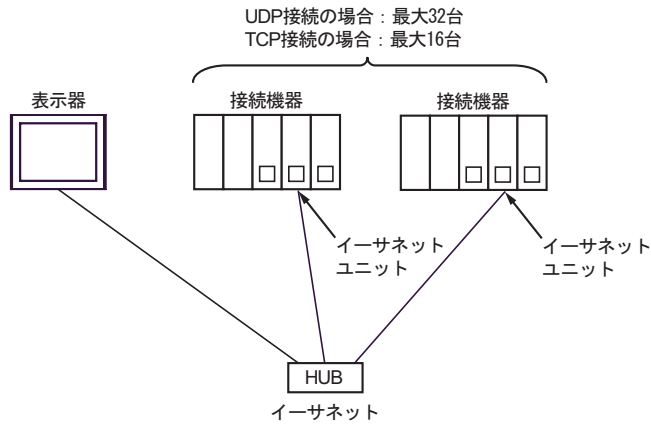 UDP接続の場合：最大32台
TCP接続の場合：最大16台
表示器
接続機器
接続機器
イーサネット
ユニット
イーサネット
ユニット
HUB
イーサネット